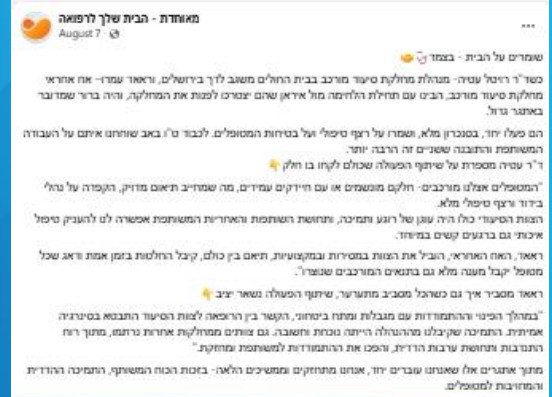 מאוחדת - הבית שלך לרפואה
August 7
שומרים על הבית - בצמד
כשד"ר רויטל עטיה- מנהלת מחלקת סיעוד מורכב בבית החולים משגב לדך בירושלים, וראאד עמרו– אח אחראי
מחלקת סיעוד מורכב, הבינו עם תחילת הלחימה מול איראן שהם יצטרכו לפנות את המחלקה, והיה ברור שמדובר
באתגר גדול.
הם פעלו יחד, בסנכרון מלא, ושמרו על רצף טיפולי ועל בטיחות המטופלים. לכבוד ט"ו באב שוחחנו איתם על העבודה
המשותפת והתובנה ששניים זה הרבה יותר.
ד"ר עטיה מספרת על שיתוף הפעולה שכולם לקחו בו חלק
"המטופלים אצלנו מורכבים- חלקם מונשמים או עם חיידקים עמידים, מה שמחייב תיאום מדויק, הקפדה על נהלי
בידוד ורצף טיפולי מלא.
הצוות הסיעודי כולו היה עוגן של רוגע ותמיכה, ותחושת השותפות והאחריות המשותפת אפשרה לנו להעניק טיפול
איכותי גם ברגעים קשים במיוחד.
ראאד, האח האחראי, הוביל את הצוות במסירות ובמקצועיות, תיאם בין כולם, קיבל החלטות בזמן אמת ודאג שכל
מטופל יקבל מענה מלא גם בתנאים המורכבים שנוצרו".
ראאד מסביר איך גם כשהכל מסביב מתערער, שיתוף הפעולה נשאר יציב
"במהלך הפינוי וההתמודדות עם מגבלות ומתח ביטחוני, הקשר בין הרופאה לצוות הסיעוד התבטא בסינרגיה
אמיתית. התמיכה שקיבלנו מההנהלה הייתה נוכחת וחשובה. גם צוותים ממחלקות אחרות נרתמו, מתוך רוח
התנדבות ותחושת ערבות הדדית, והפכו את ההתמודדות למשותפת ומחזקת."
מתוך אתגרים אלו שאנחנו עוברים יחד, אנחנו מתחזקים וממשיכים הלאה- בזכות הכוח המשותף, התמיכה ההדדית
והמחויבות למטופלים.